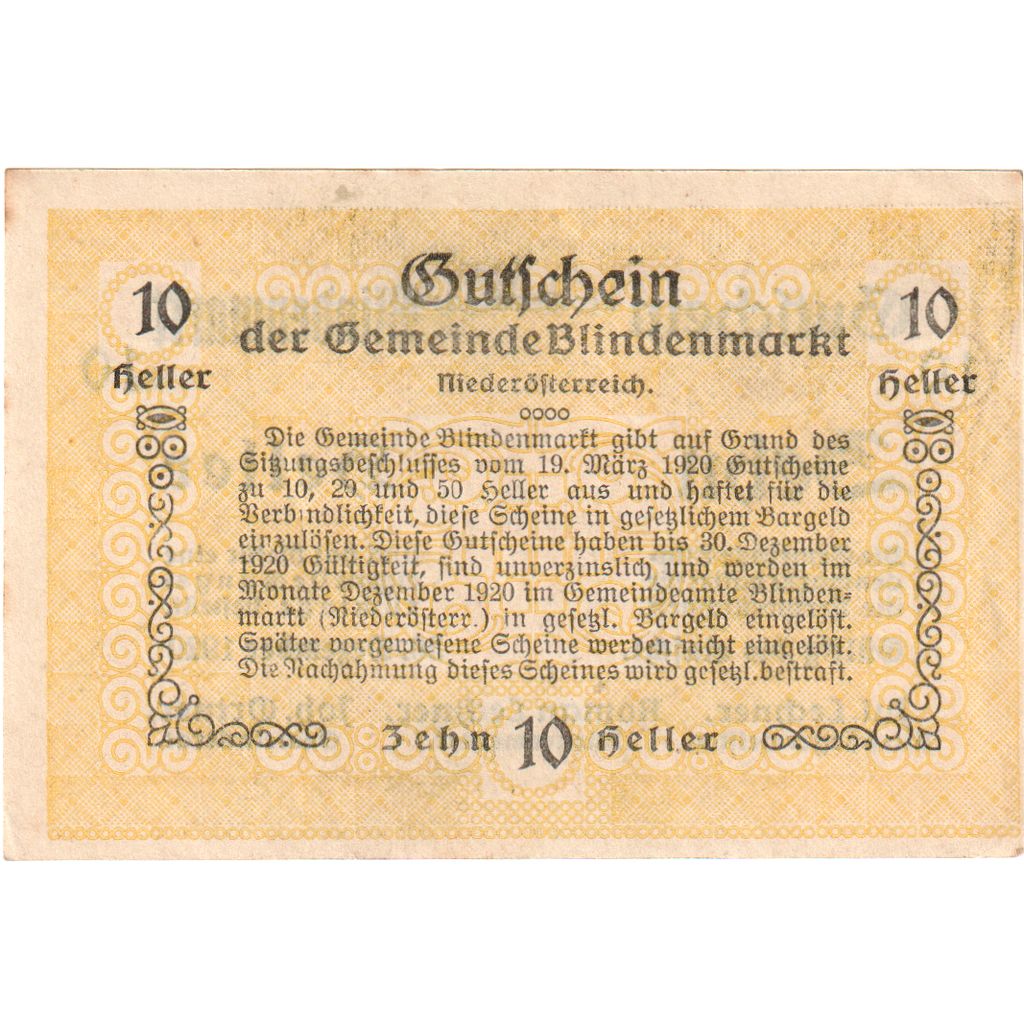 Gutschein
der Gemeinde Blindenmarkt
Niederösterreich.
10
Heller
10
Heller
Die Gemeinde Blindenmarkt gibt auf Grund des
Sitzungsbeschlusses vom 19. März 1920 Gutscheine
zu 10, 20 und 50 Heller aus und haftet für die
Verbindlichkeit, diese Scheine in gesetzlichem Bargeld
einzulösen. Diese Gutscheine haben bis 30. Dezember
1920 Gültigkeit, sind unverzinslich und werden im
Monate Dezember 1920 im Gemeindeamte Blinden-
markt (Niederösterr.) in gesetzl. Bargeld eingelöst.
Später vorgewiesene Scheine werden nicht eingelöst.
Die Nachahmung dieses Scheines wird gesetzl. bestraft.
Zehn 10 Heller